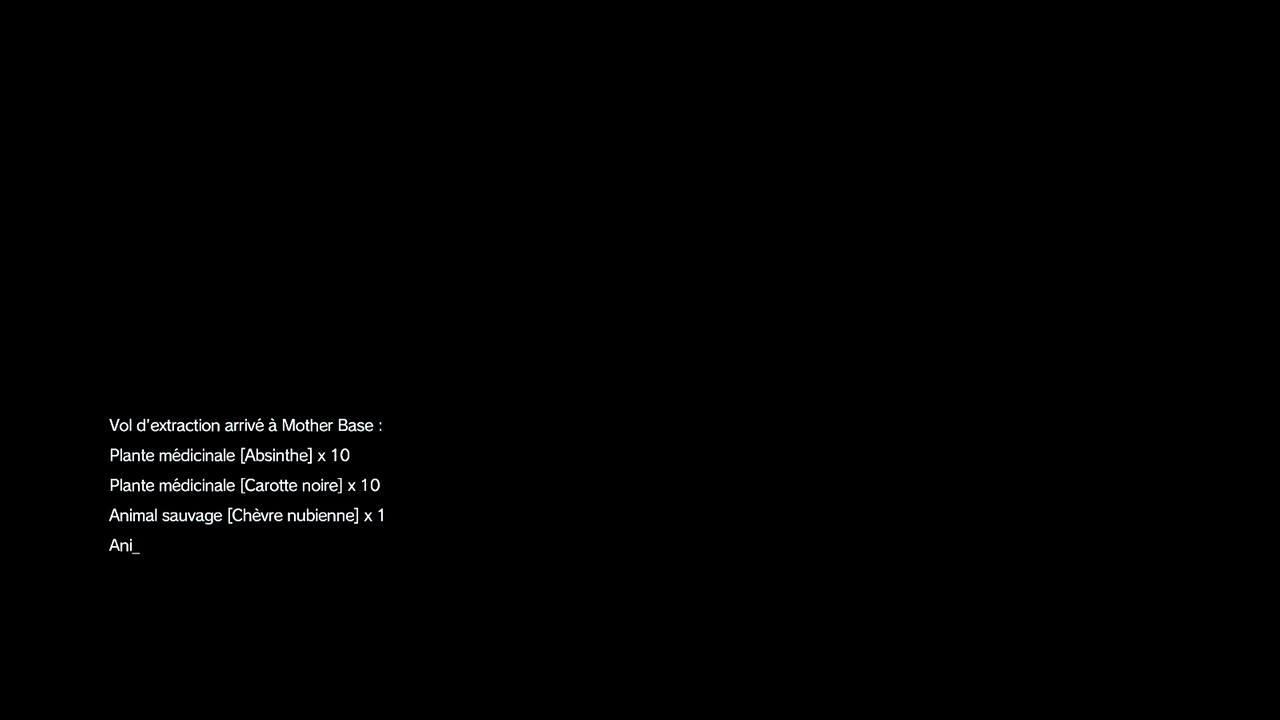 Vol d'extraction arrivé à Mother Base :
Plante médicinale [Absinthe] x 10
Plante médicinale [Carotte noire] x 10
Animal sauvage [Chèvre nubienne] x 1
Ani_